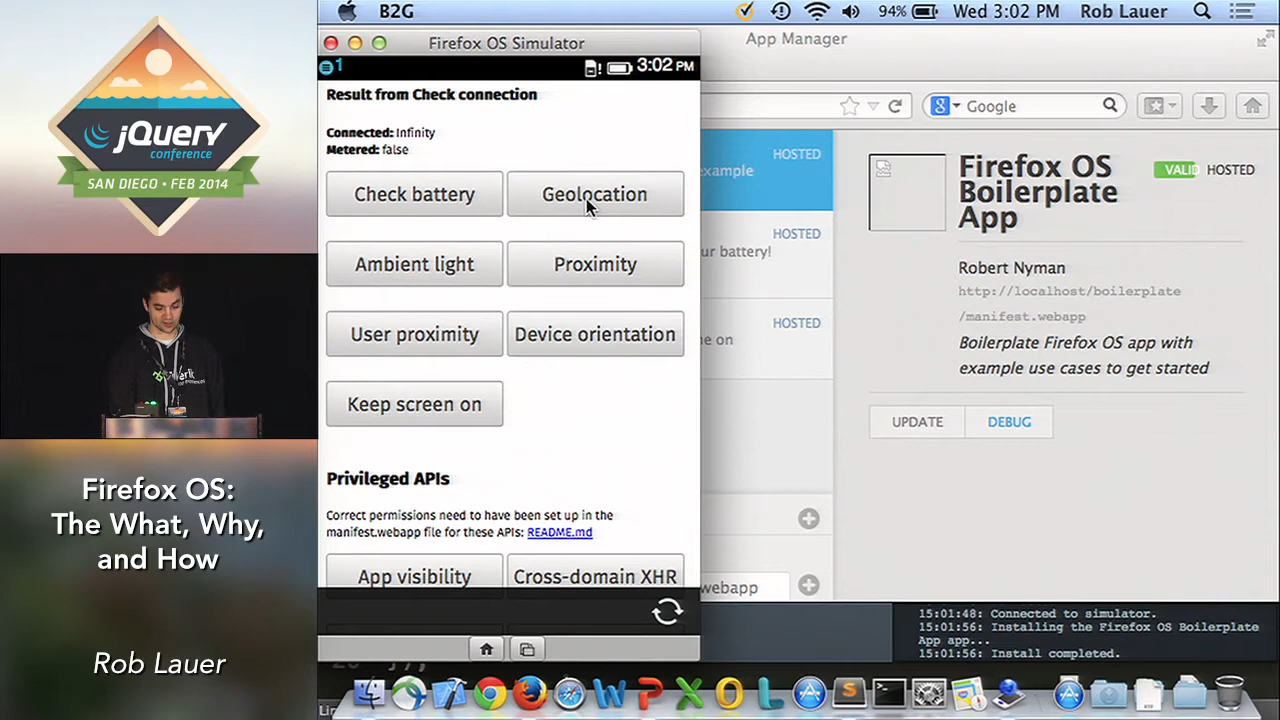 jQuery
conference
SAN DIEGO • FEB 2014
Firefox OS:
The What, Why,
and How
Rob Lauer
B2G
94%
Wed 3:02 PM
Rob Lauer
Firefox OS Simulator
App Manager
1
3:02 PM
Result from Check connection
Connected: Infinity
Metered: false
Check battery
Geolocation
Ambient light
Proximity
User proximity
Device orientation
Keep screen on
Privileged APIs
Correct permissions need to have been set up in the
manifest.webapp file for these APIs: README.md
App visibility
Cross-domain XHR
Google
HOSTED
example
HOSTED
ur battery!
HOSTED
ne on
webapp
Firefox OS
Boilerplate
App
VALID
HOSTED
Robert Nyman
http://localhost/boilerplate
/manifest.webapp
Boilerplate Firefox OS app with
example use cases to get started
UPDATE
DEBUG
15:01:48: Connected to simulator.
15:01:56: Installing the Firefox OS Boilerplate
App app...
15:01:56: Install completed.